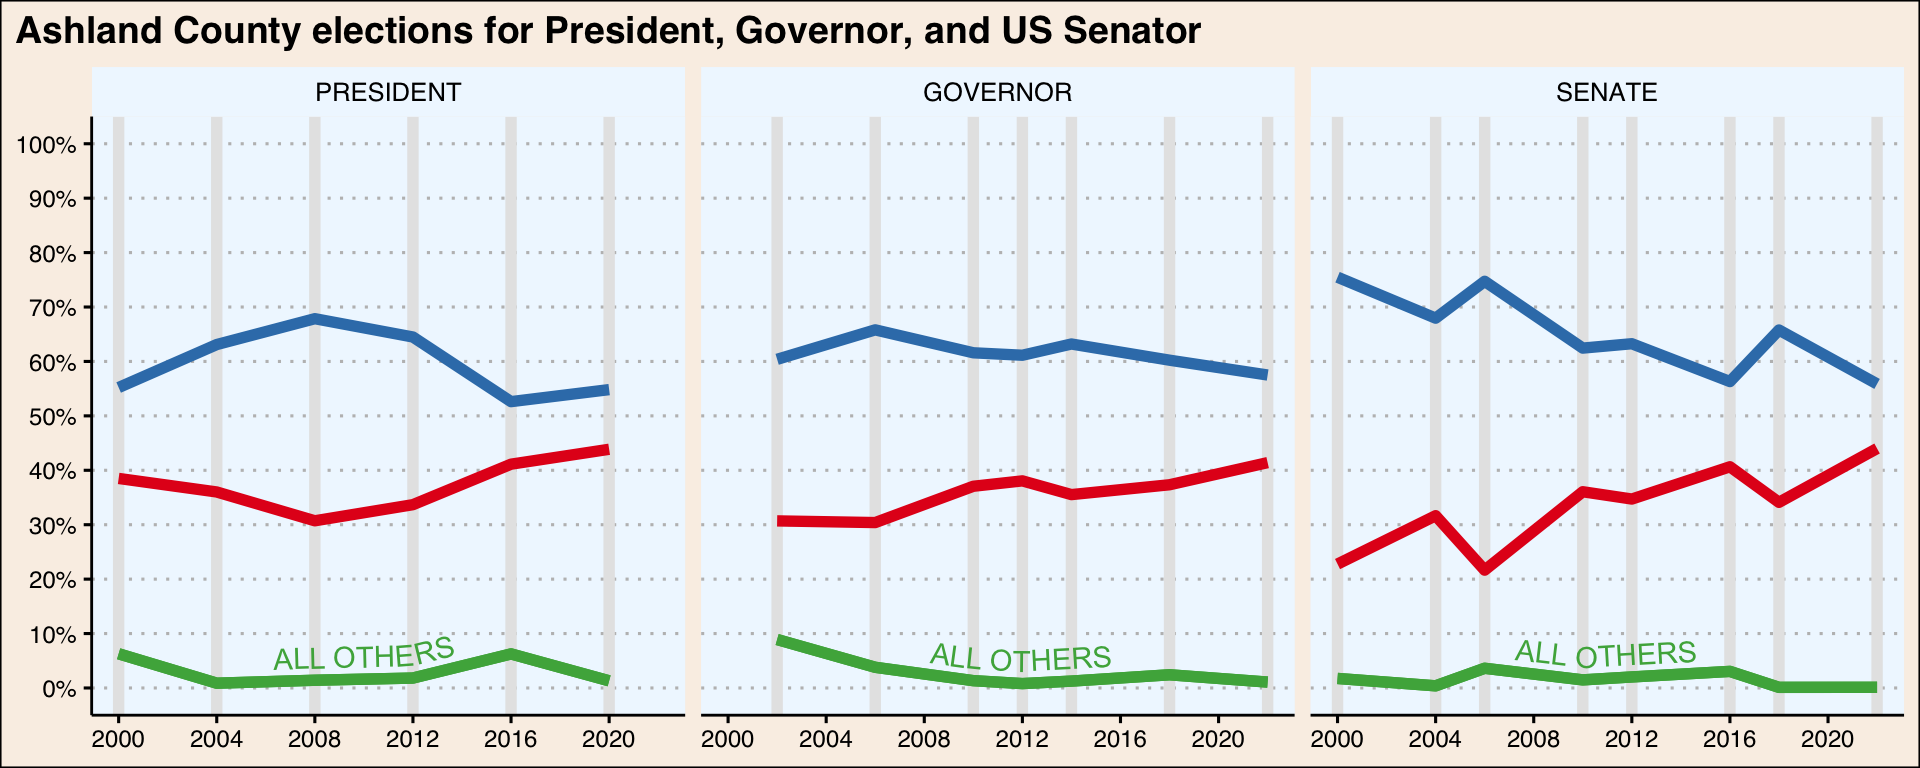 Ashland County elections for President, Governor, and US Senator
PRESIDENT
GOVERNOR
SENATE
100%
90%
80%
70%
60%
50%
40%
30%
20%
10%
0%
ALL OTHERS
ALL OTHERS
ALL OTHERS
2000 2004 2008 2012 2016 2020
2000 2004 2008 2012 2016 2020
2000 2004 2008 2012 2016 2020